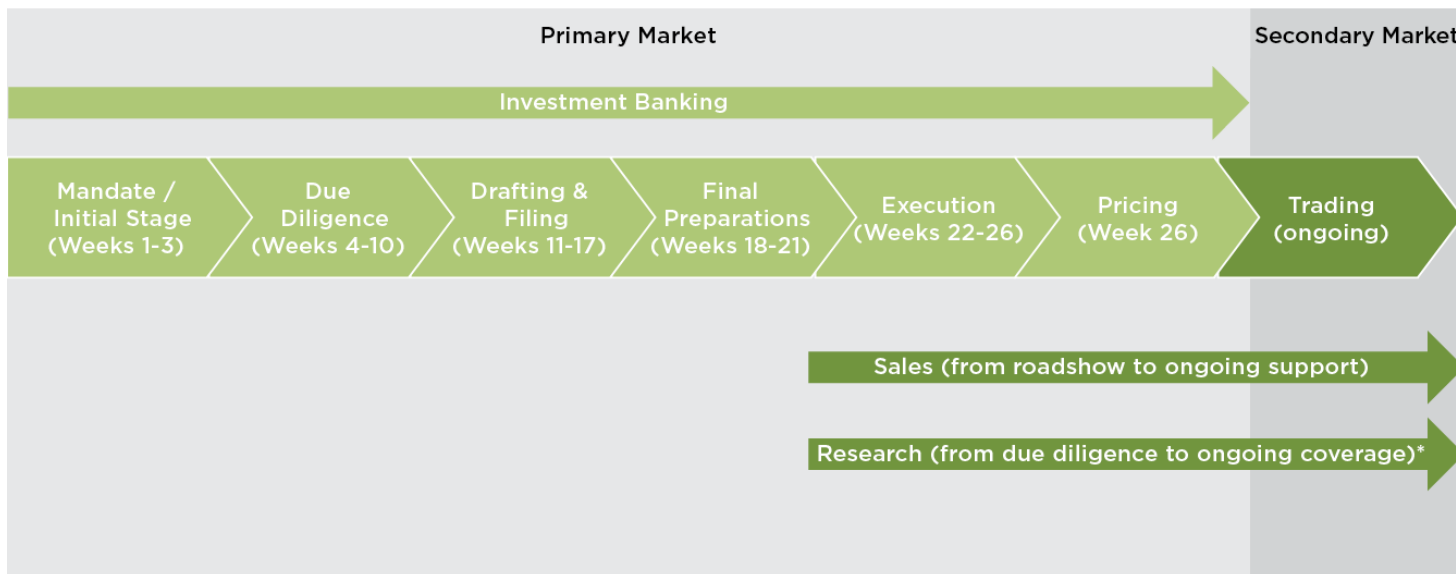 Primary Market
Secondary Market
Investment Banking
Mandate /
Initial Stage
(Weeks 1-3)
Due
Diligence
(Weeks 4-10)
Drafting &
Filing
(Weeks 11-17)
Final
Preparations
(Weeks 18-21)
Execution
(Weeks 22-26)
Pricing
(Week 26)
Trading
(ongoing)
Sales (from roadshow to ongoing support)
Research (from due diligence to ongoing coverage)*